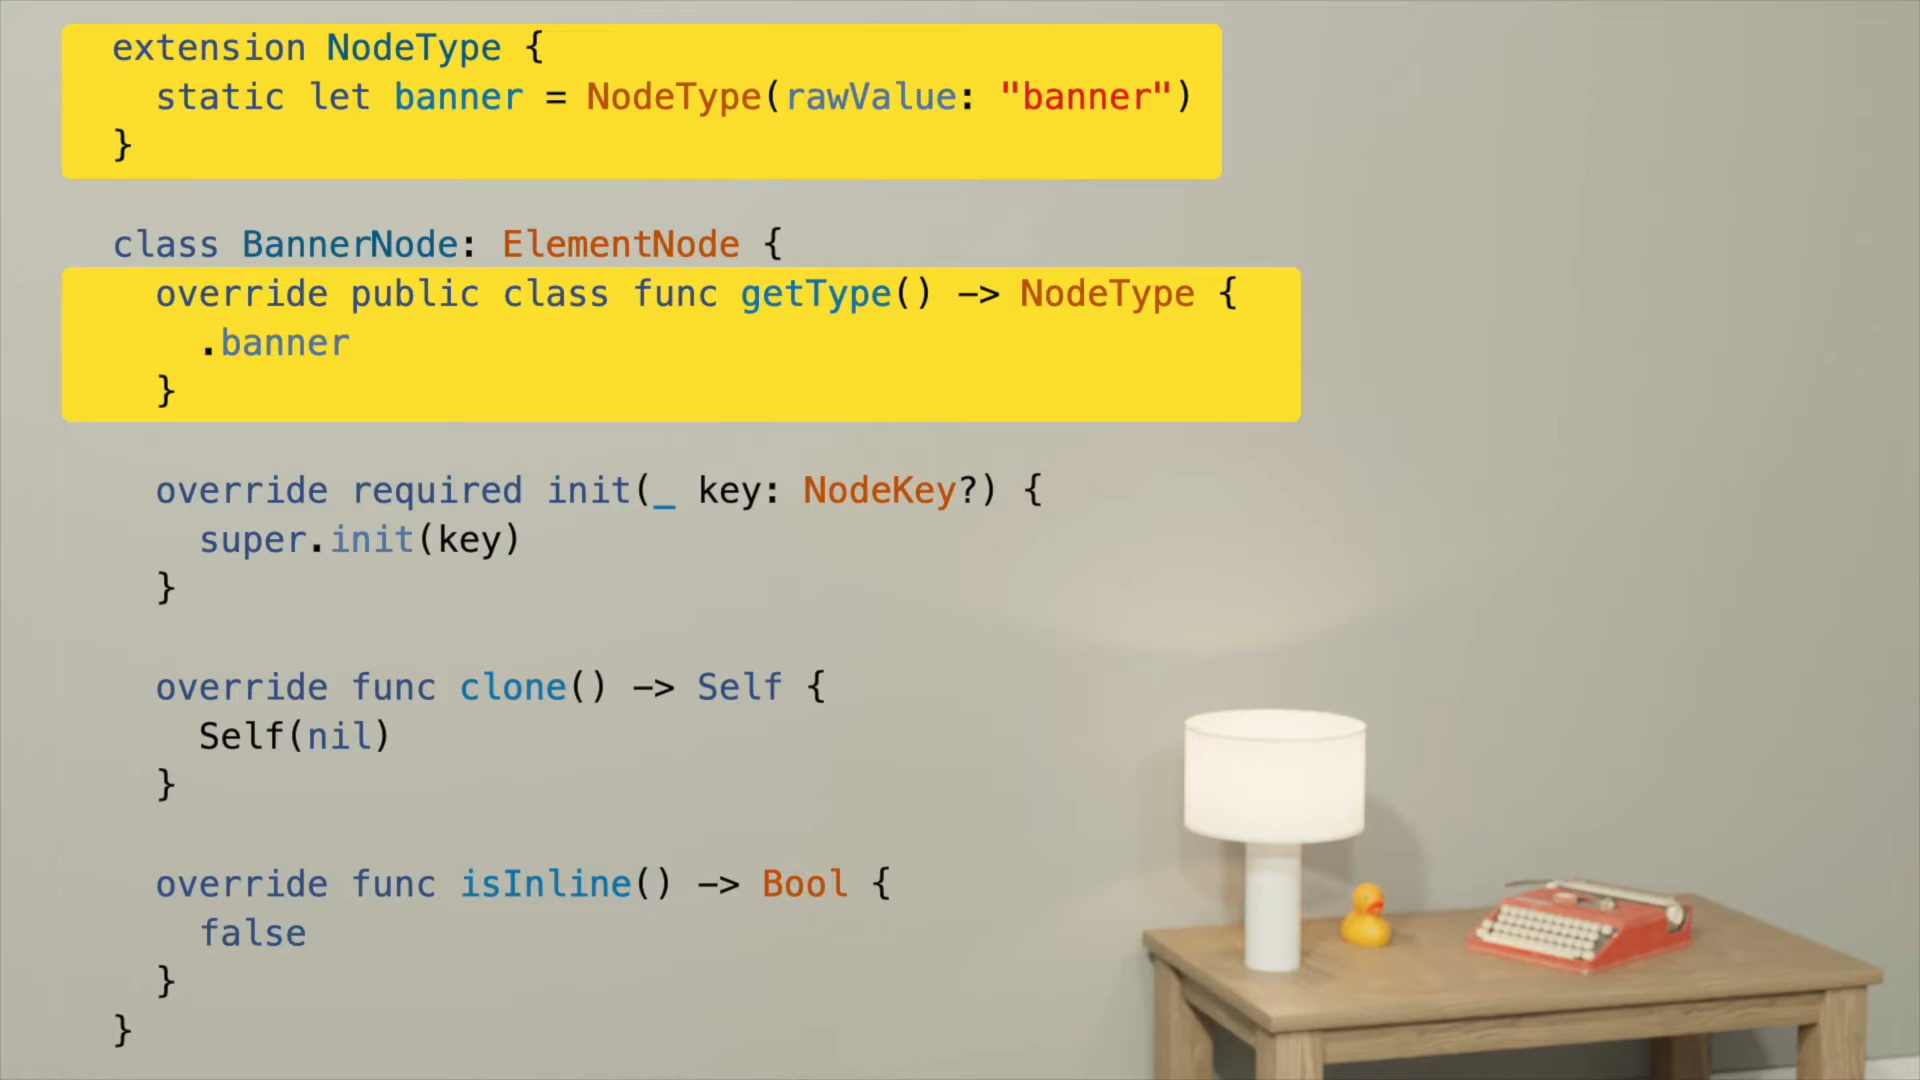 extension NodeType {
static let banner = NodeType(rawValue: "banner")
}
class BannerNode: ElementNode {
override public class func getType() -> NodeType {
.banner
}
override required init(_ key: NodeKey?) {
super.init(key)
}
override func clone() -> Self {
Self(nil)
}
override func isInline() -> Bool {
false
}
}